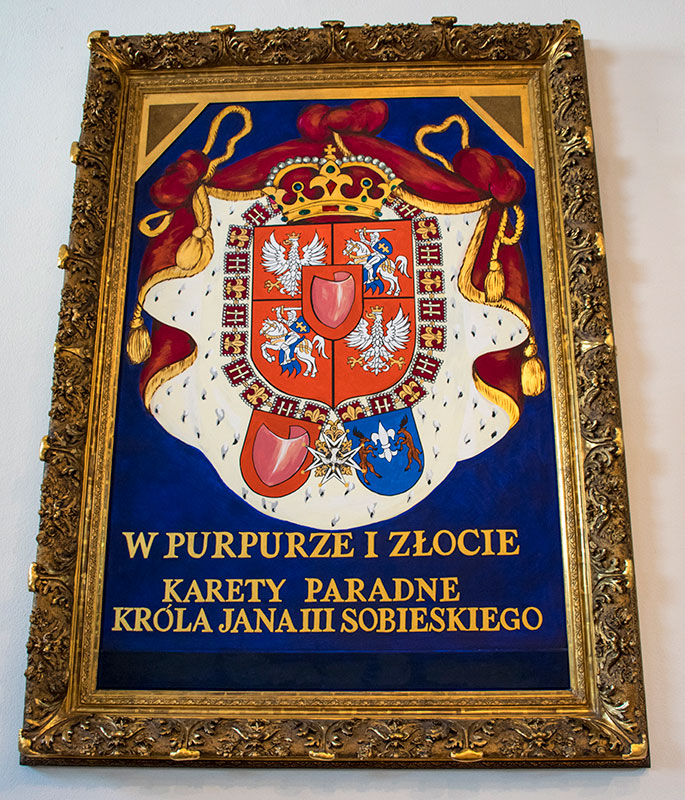 W PURPURZE I ZŁOCIE
KARETY PARADNE
KRÓLA JANA III SOBIESKIEGO